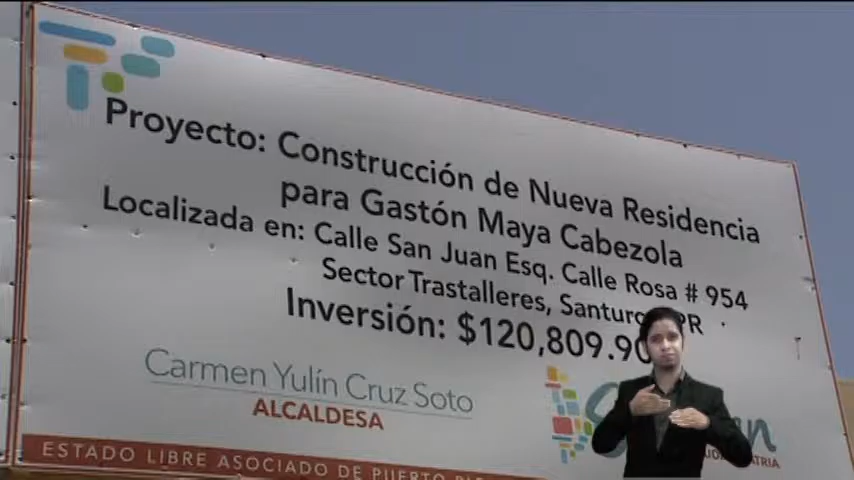 Proyecto: Construcción de Nueva Residencia
para Gastón Maya Cabezola
Localizada en: Calle San Juan Esq. Calle Rosa # 954
Sector Trastalleres, Santurce, PR
Inversión: $120,809.90
Carmen Yulín Cruz Soto
ALCALDESA
ESTADO LIBRE ASOCIADO DE PUERTO